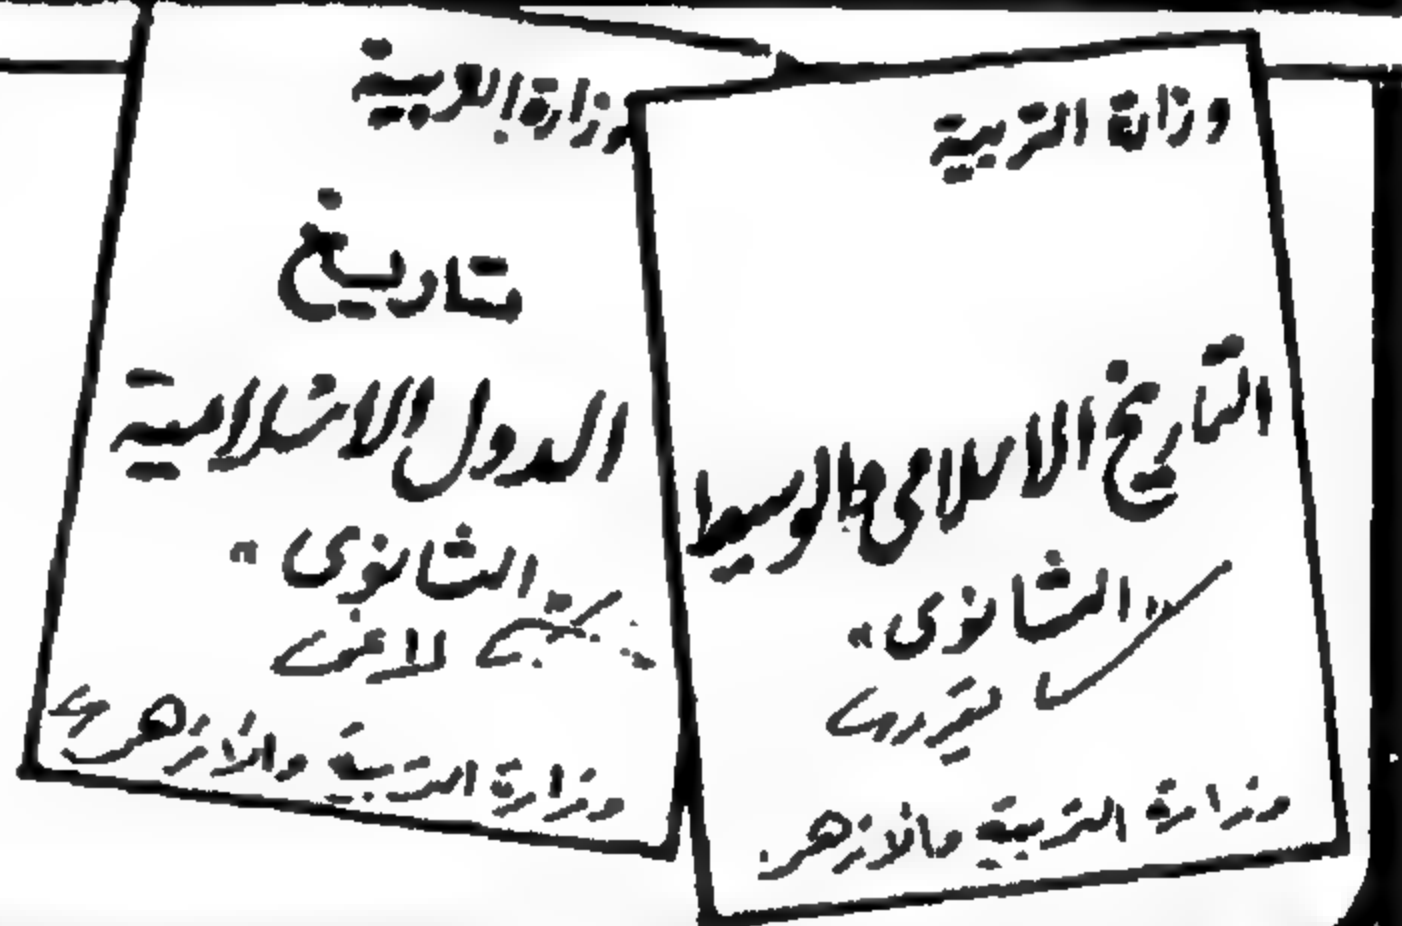 وزارة التربية
التاريخ الاسلامى والوسيط
"الثانوى"
وزارة التربية والازهر
وزارة التربية
تاريخ
الدول الاسلامية
الثانوى "
وزارة التربية والازهر